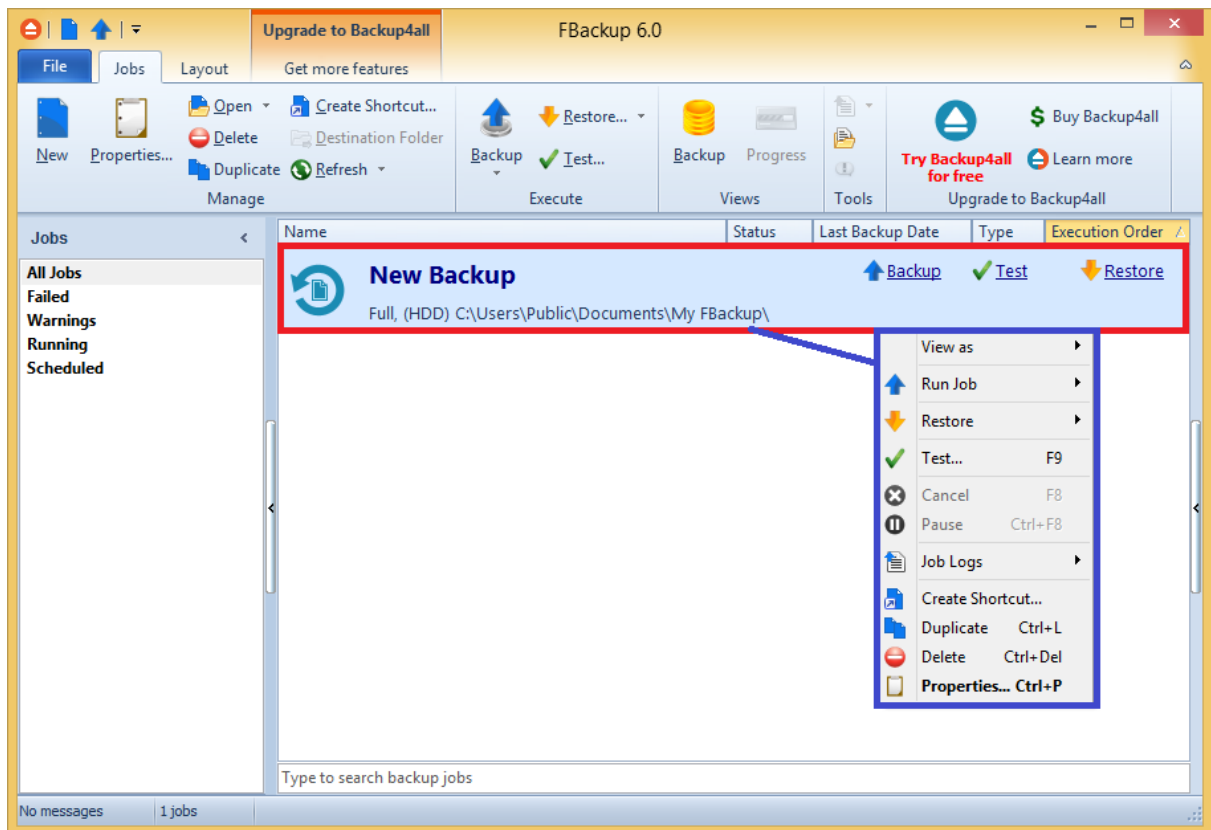 Upgrade to Backup4all
FBackup 6.0
File
Jobs
Layout
Get more features
New
Properties...
Open
Delete
Duplicate
Create Shortcut...
Destination Folder
Refresh
Manage
Backup
Restore...
Test...
Execute
Backup
Progress
Views
Tools
Try Backup4all
for free
$ Buy Backup4all
Learn more
Upgrade to Backup4all
Jobs
All Jobs
Failed
Warnings
Running
Scheduled
Name Status Last Backup Date Type Execution Order
New Backup
Backup Test Restore
Full, (HDD) C:\Users\Public\Documents\My FBackup\
View as
Run Job
Restore
Test... F9
Cancel F8
Pause Ctrl+F8
Job Logs
Create Shortcut...
Duplicate Ctrl+L
Delete Ctrl+Del
Properties... Ctrl+P
Type to search backup jobs
No messages 1 jobs